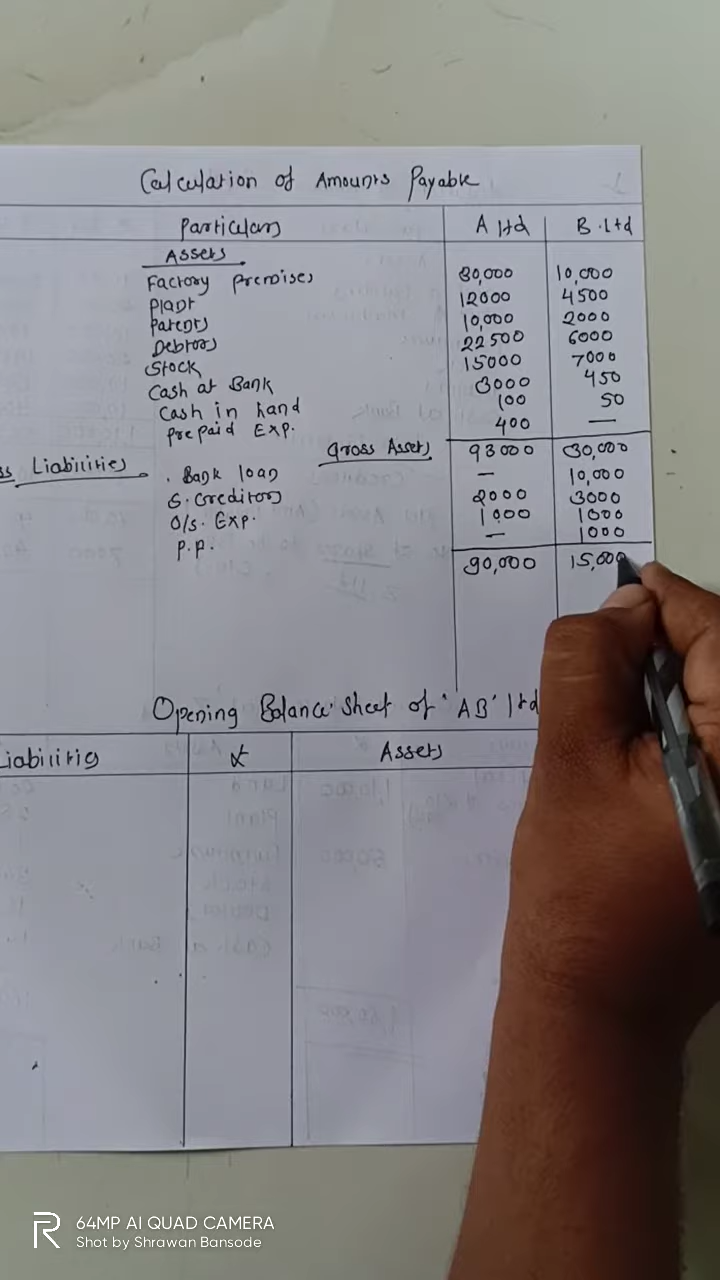 Calculation of Amounts Payable
Particulars A ltd B.Ltd
Assets
Factory Premises 30,000 10,000
Plant 12000 4500
Patents 10,000 2000
Debtors 22500 6000
Stock 15000 7000
Cash at Bank 3000 450
Cash in hand 100 50
Prepaid Exp. 400 —
Gross Assets 93000 30,000
ss Liabilities . Bank loan — 10,000
S. Creditors 2000 3000
O/s. Exp. 1000 1000
P.P. — 1000
90,000 15,000
Opening Balance Sheet of 'AB' ltd
Liabilities ₹ Assets
64MP AI QUAD CAMERA
Shot by Shrawan Bansode